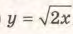 y = √2x